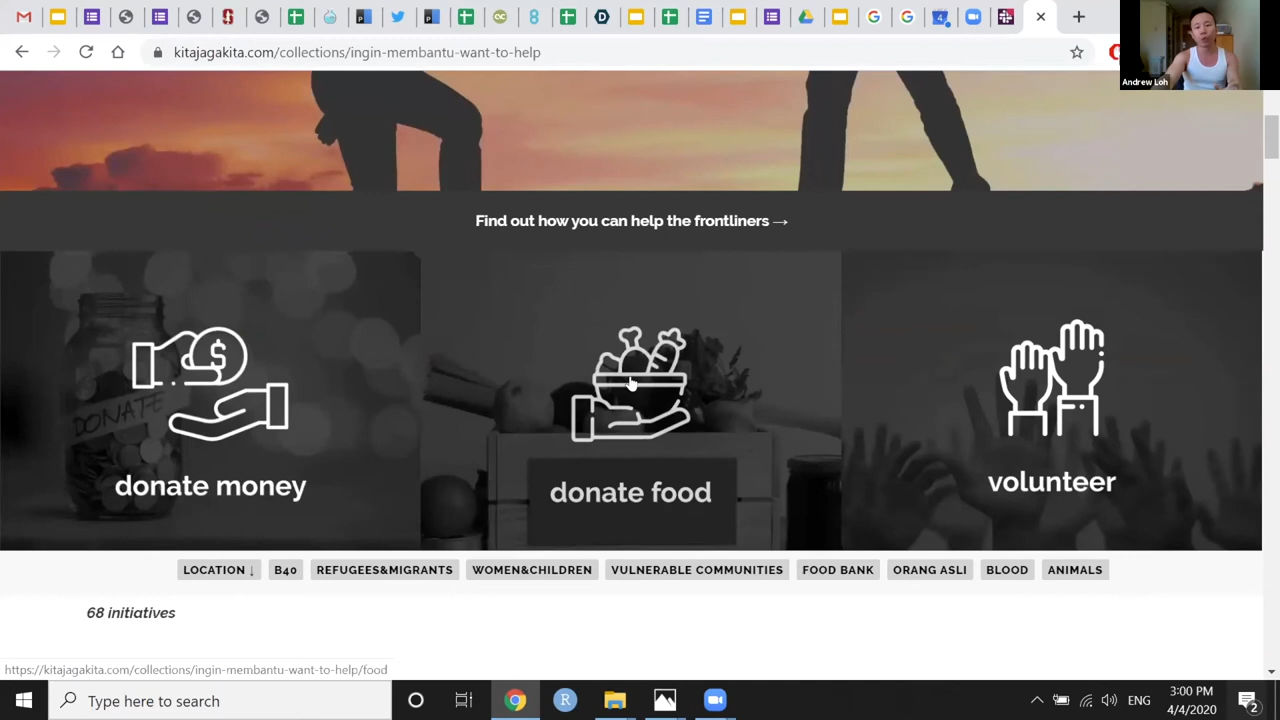 kitajagakita.com/collections/ingin-membantu-want-to-help
Andrew Loh
Find out how you can help the frontliners →
DONATE
donate money
donate food
volunteer
LOCATION ↓ B40 REFUGEES&MIGRANTS WOMEN&CHILDREN VULNERABLE COMMUNITIES FOOD BANK ORANG ASLI BLOOD ANIMALS
68 initiatives
https://kitajagakita.com/collections/ingin-membantu-want-to-help/food
Type here to search
ENG
3:00 PM
4/4/2020
2